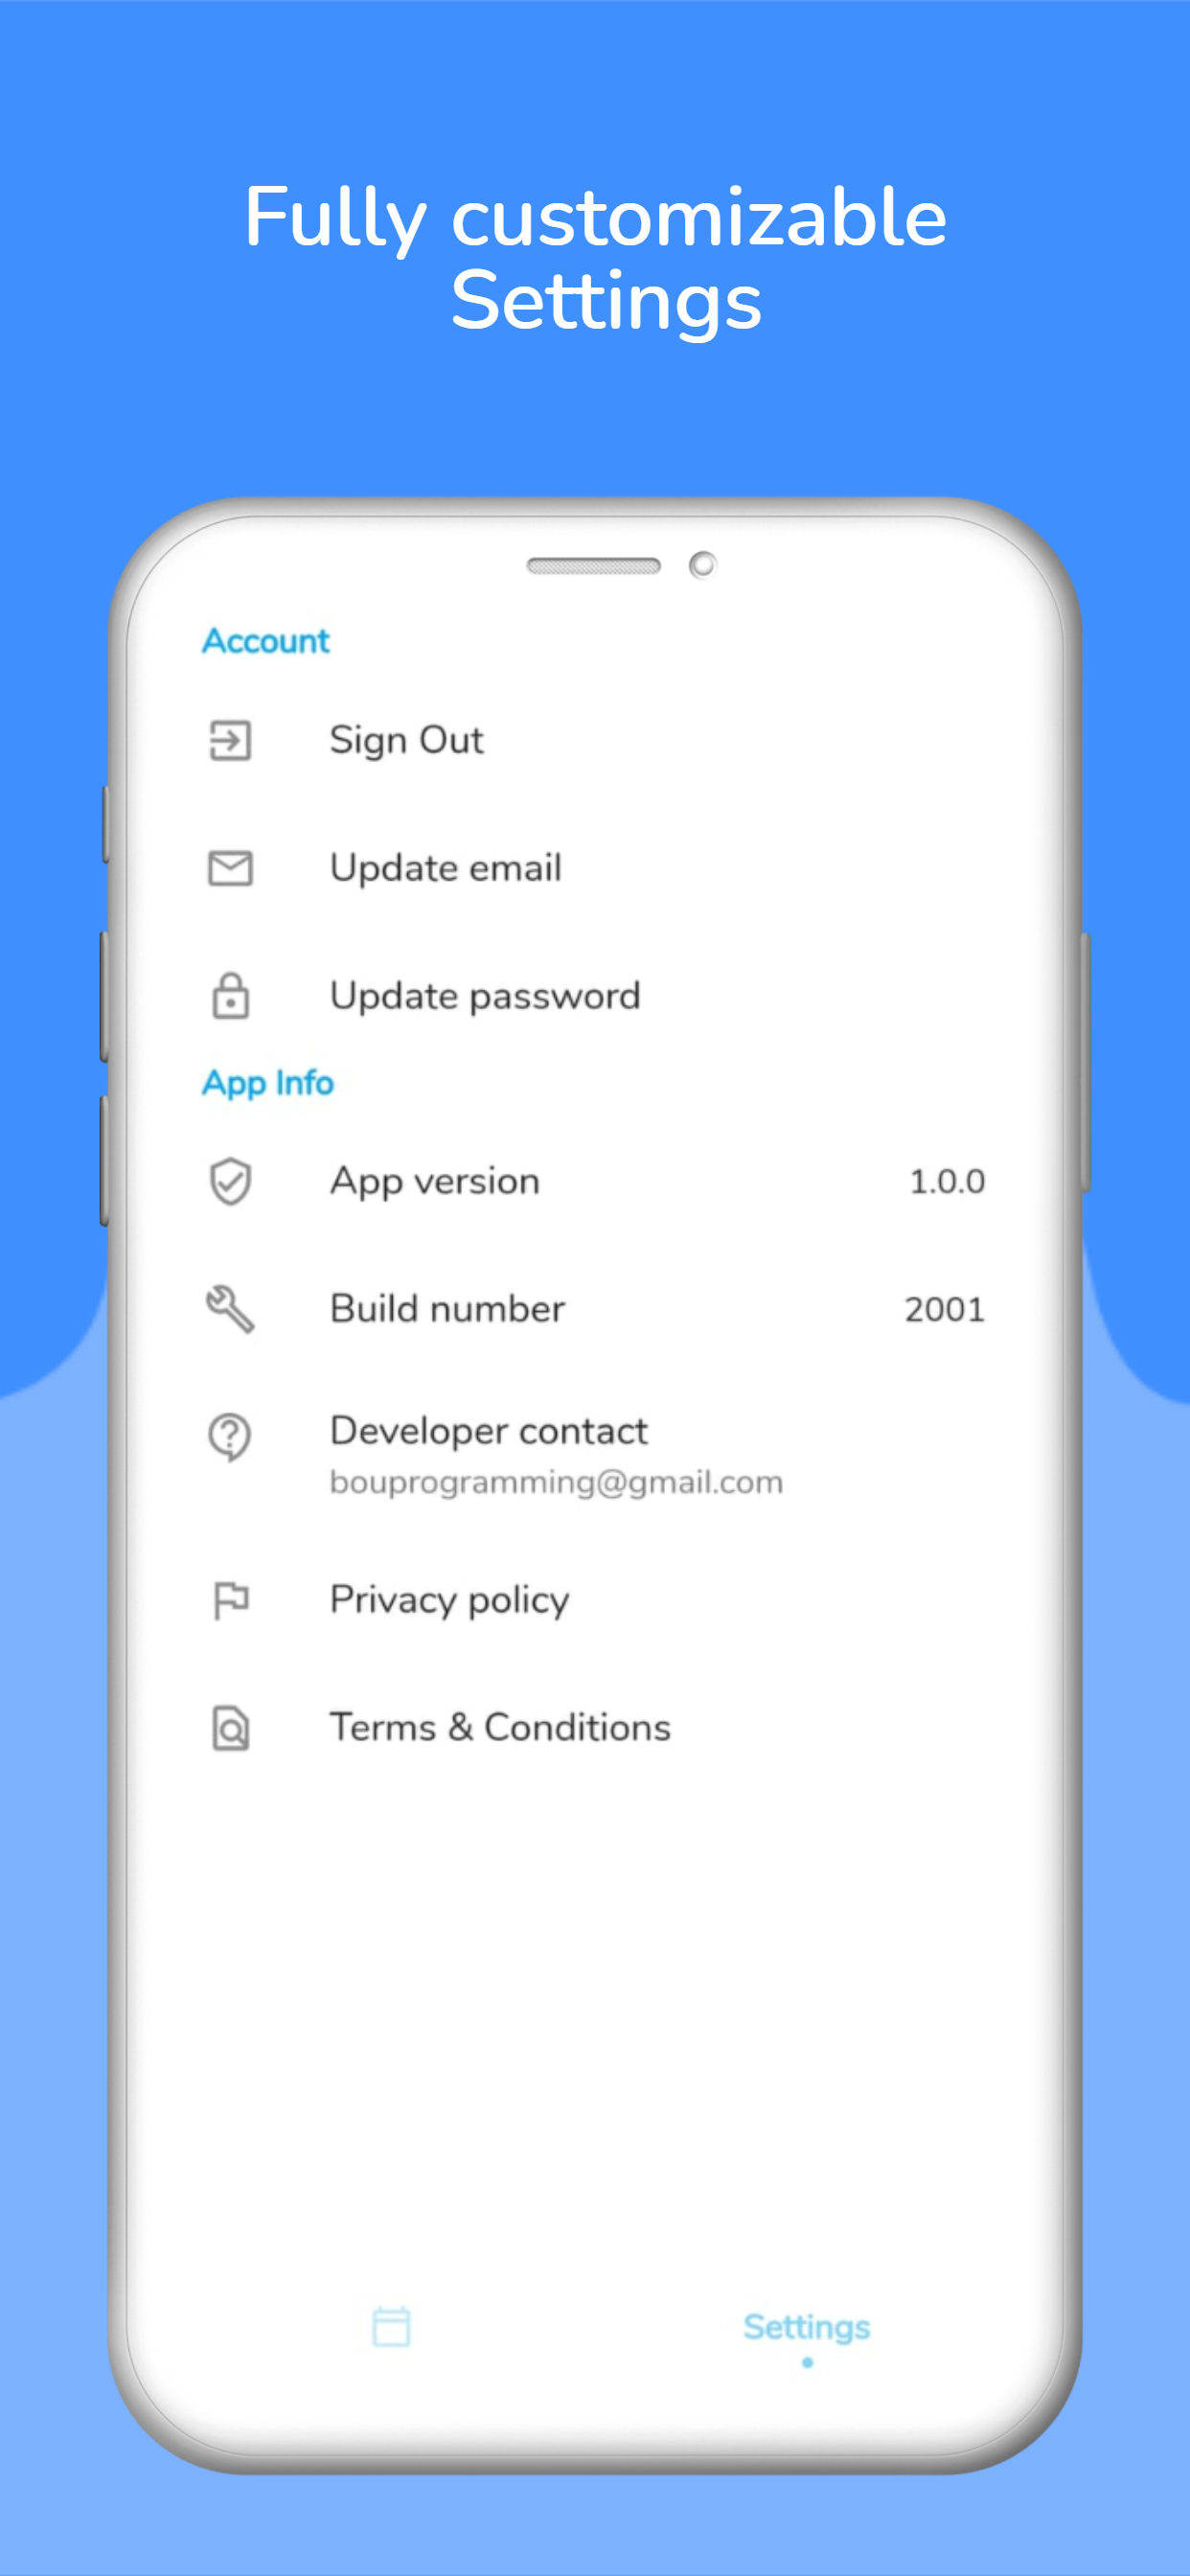 Fully customizable
Settings
Account
Sign Out
Update email
Update password
App Info
App version 1.0.0
Build number 2001
Developer contact
bouprogramming@gmail.com
Privacy policy
Terms & Conditions
Settings